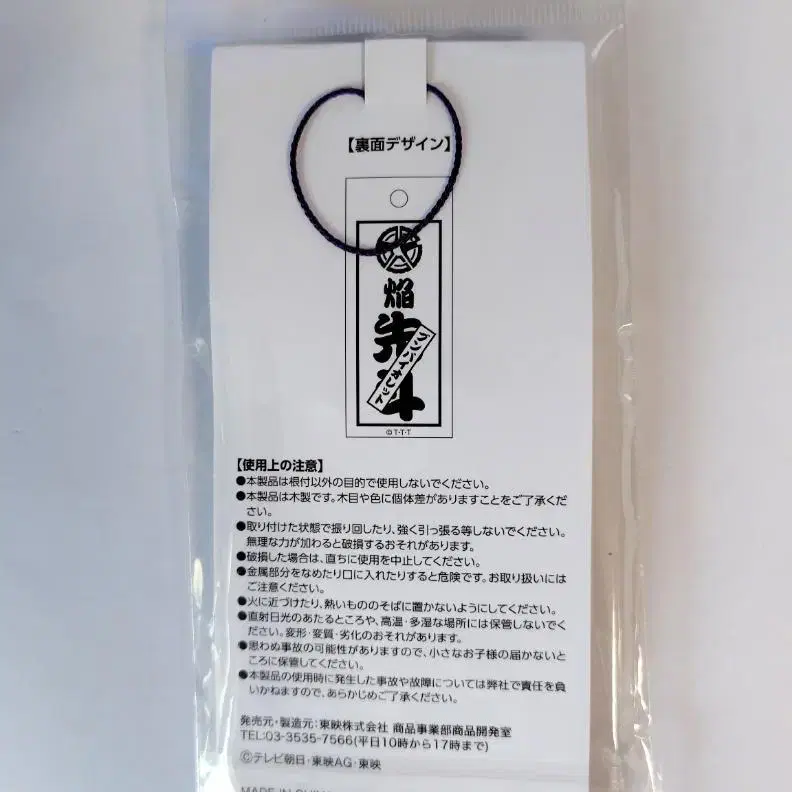 【裏面デザイン】
焔
先斗
ブンバイオレット
©T·T·T
【使用上の注意】
●本製品は根付以外の目的で使用しないでください。
●本製品は木製です。木目や色に個体差がありますことをご了承くだ
さい。
●取り付けた状態で振り回したり、強く引っ張る等しないでください。
無理な力が加わると破損するおそれがあります。
●破損した場合は、直ちに使用を中止してください。
●金属部分をなめたり口に入れたりすると危険です。お取り扱いには
ご注意ください。
●火に近づけたり、熱いもののそばに置かないようにしてください。
●直射日光のあたるところや、高温・多湿な場所には保管しないでく
ださい。変形・変質・劣化のおそれがあります。
●思わぬ事故の可能性がありますので、小さなお子様の届かないと
ころに保管してください。
●本製品の使用時に発生した事故や故障については弊社で責任を負
いかねますので、あらかじめご了承ください。
発売元・製造元:東映株式会社 商品事業部商品開発室
TEL:03-3535-7566(平日10時から17時まで)
©テレビ朝日・東映AG・東映
MADE IN CHINA